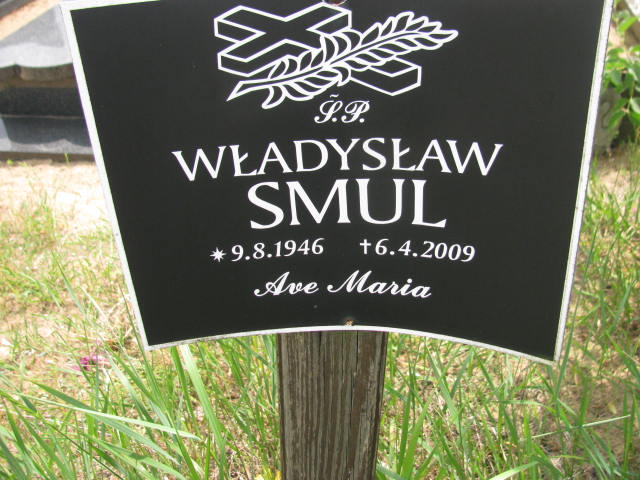 Ś.P.
WŁADYSŁAW
SMUL
*9.8.1946 †6.4.2009
Ave Maria